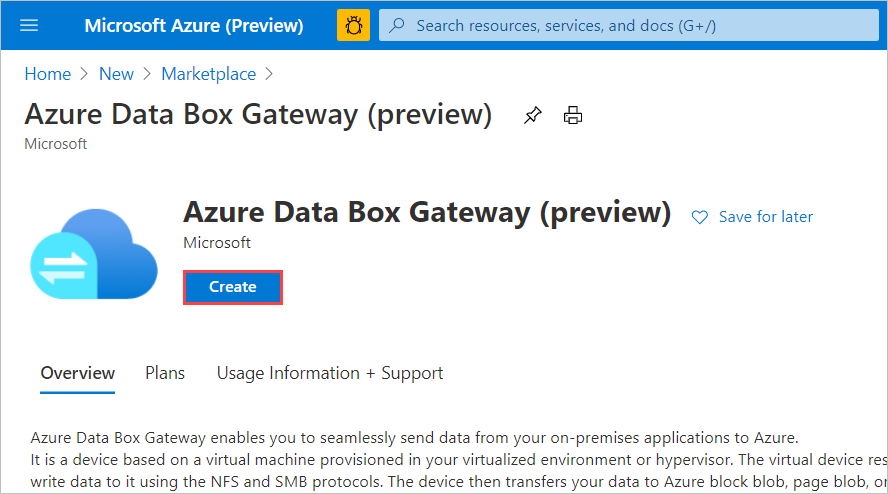 Microsoft Azure (Preview)
Search resources, services, and docs (G+/)
Home > New > Marketplace >
Azure Data Box Gateway (preview)
Microsoft
Azure Data Box Gateway (preview)
Save for later
Microsoft
Create
Overview Plans Usage Information + Support
Azure Data Box Gateway enables you to seamlessly send data from your on-premises applications to Azure.
It is a device based on a virtual machine provisioned in your virtualized environment or hypervisor. The virtual device res
write data to it using the NFS and SMB protocols. The device then transfers your data to Azure block blob, page blob, or